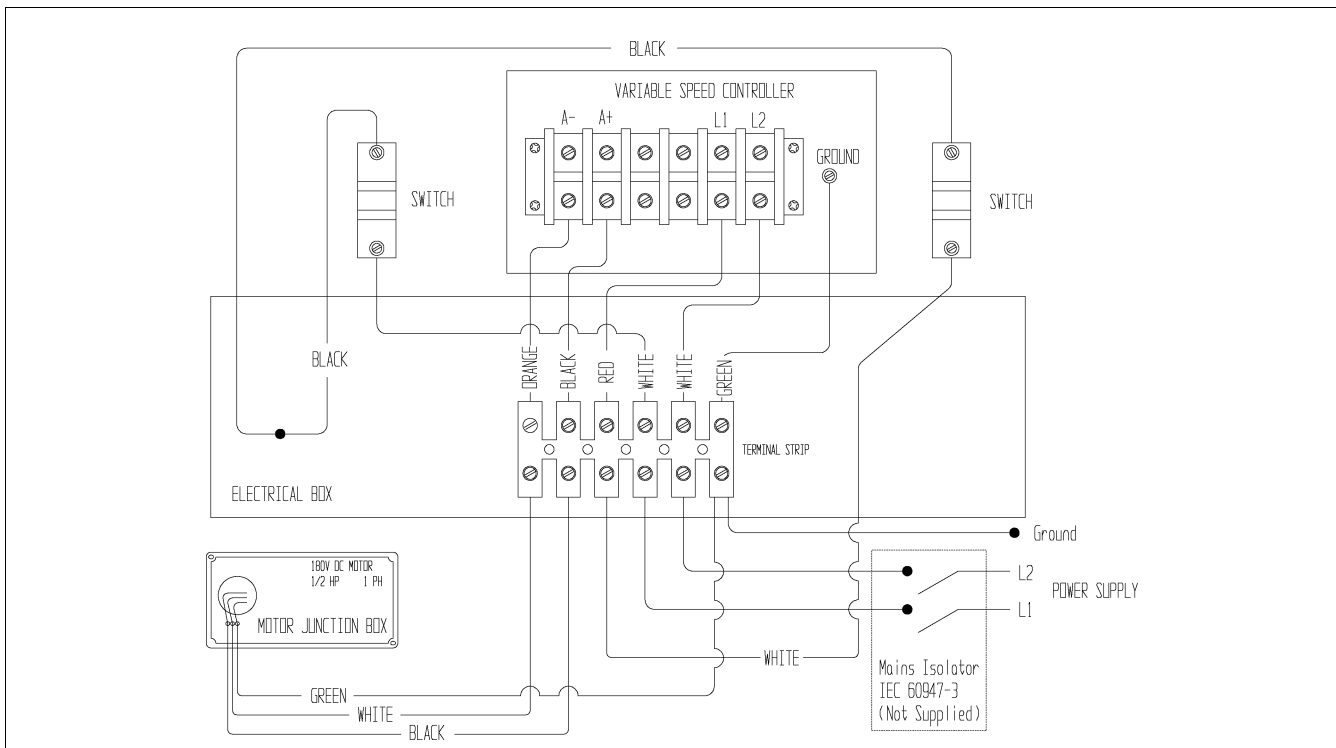 BLACK
VARIABLE SPEED CONTROLLER
A- A+ L1 L2
GROUND
SWITCH
SWITCH
BLACK
ORANGE
BLACK
RED
WHITE
WHITE
GREEN
TERMINAL STRIP
ELECTRICAL BOX
Ground
180V DC MOTOR
1/2 HP 1 PH
MOTOR JUNCTION BOX
L2
POWER SUPPLY
L1
WHITE
Mains Isolator
IEC 60947-3
(Not Supplied)
GREEN
WHITE
BLACK